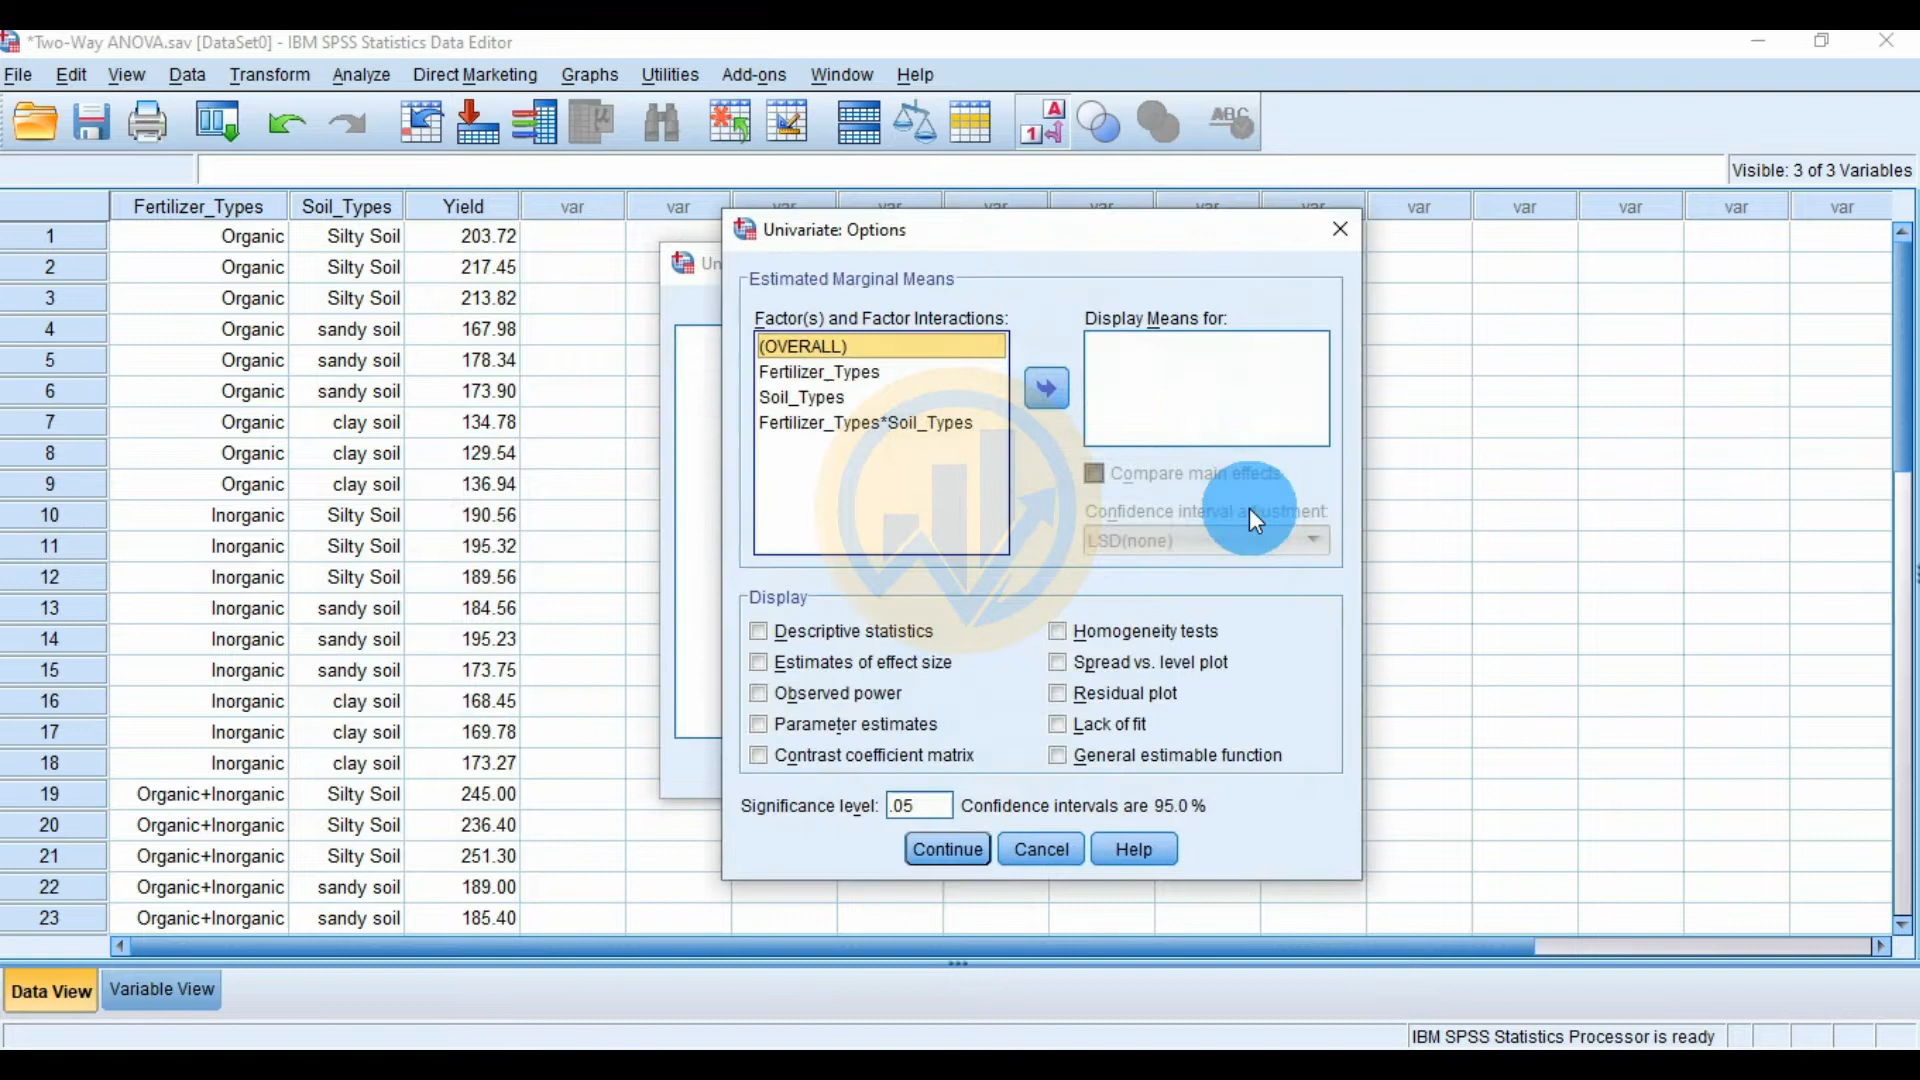 *Two-Way ANOVA.sav [DataSet0] - IBM SPSS Statistics Data Editor
File Edit View Data Transform Analyze Direct Marketing Graphs Utilities Add-ons Window Help
Visible: 3 of 3 Variables
Fertilizer_Types Soil_Types Yield var var var var var var var var var var var var var
1 Organic Silty Soil 203.72
2 Organic Silty Soil 217.45
3 Organic Silty Soil 213.82
4 Organic sandy soil 167.98
5 Organic sandy soil 178.34
6 Organic sandy soil 173.90
7 Organic clay soil 134.78
8 Organic clay soil 129.54
9 Organic clay soil 136.94
10 Inorganic Silty Soil 190.56
11 Inorganic Silty Soil 195.32
12 Inorganic Silty Soil 189.56
13 Inorganic sandy soil 184.56
14 Inorganic sandy soil 195.23
15 Inorganic sandy soil 173.75
16 Inorganic clay soil 168.45
17 Inorganic clay soil 169.78
18 Inorganic clay soil 173.27
19 Organic+Inorganic Silty Soil 245.00
20 Organic+Inorganic Silty Soil 236.40
21 Organic+Inorganic Silty Soil 251.30
22 Organic+Inorganic sandy soil 189.00
23 Organic+Inorganic sandy soil 185.40
Un
Univariate: Options
Estimated Marginal Means
Factor(s) and Factor Interactions:
(OVERALL)
Fertilizer_Types
Soil_Types
Fertilizer_Types*Soil_Types
Display Means for:
Compare main effects
Confidence interval adjustment:
LSD(none)
Display
Descriptive statistics
Estimates of effect size
Observed power
Parameter estimates
Contrast coefficient matrix
Homogeneity tests
Spread vs. level plot
Residual plot
Lack of fit
General estimable function
Significance level: .05 Confidence intervals are 95.0 %
Continue Cancel Help
Data View Variable View
IBM SPSS Statistics Processor is ready